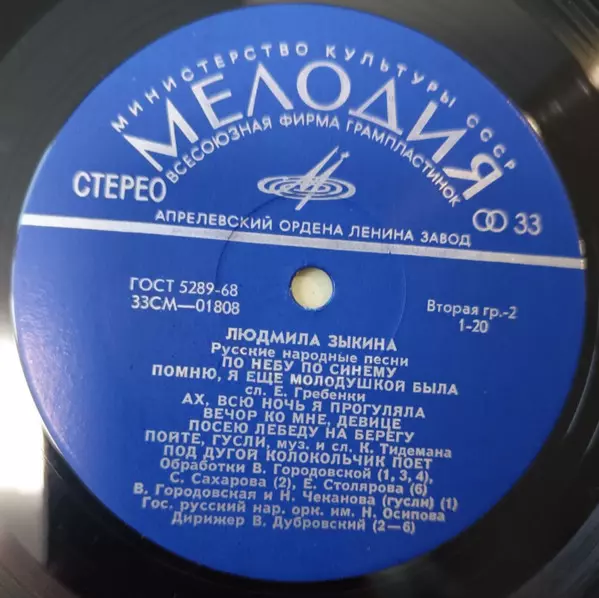 МИНИСТЕРСТВО КУЛЬТУРЫ СССР
МЕЛОДИЯ
ВСЕСОЮЗНАЯ ФИРМА ГРАМПЛАСТИНОК
СТЕРЕО
33
АПРЕЛЕВСКИЙ ОРДЕНА ЛЕНИНА ЗАВОД
ГОСТ 5289-68
33СМ—01808
Вторая гр.-2
1-20
ЛЮДМИЛА ЗЫКИНА
Русские народные песни
ПО НЕБУ ПО СИНЕМУ
ПОМНЮ, Я ЕЩЕ МОЛОДУШКОЙ БЫЛА
сл. Е. Гребенки
АХ, ВСЮ НОЧЬ Я ПРОГУЛЯЛА
ВЕЧОР КО МНЕ, ДЕВИЦЕ
ПОСЕЮ ЛЕБЕДУ НА БЕРЕГУ
ПОЙТЕ, ГУСЛИ, муз. и сл. К. Тидемана
ПОД ДУГОЙ КОЛОКОЛЬЧИК ПОЕТ
Обработки В. Городовской (1, 3, 4),
С. Сахарова (2), Е. Столярова (6)
В. Городовская и Н. Чеканова (гусли) (1)
Гос. русский нар. орк. им. Н. Осипова
Дирижер В. Дубровский (2—6)